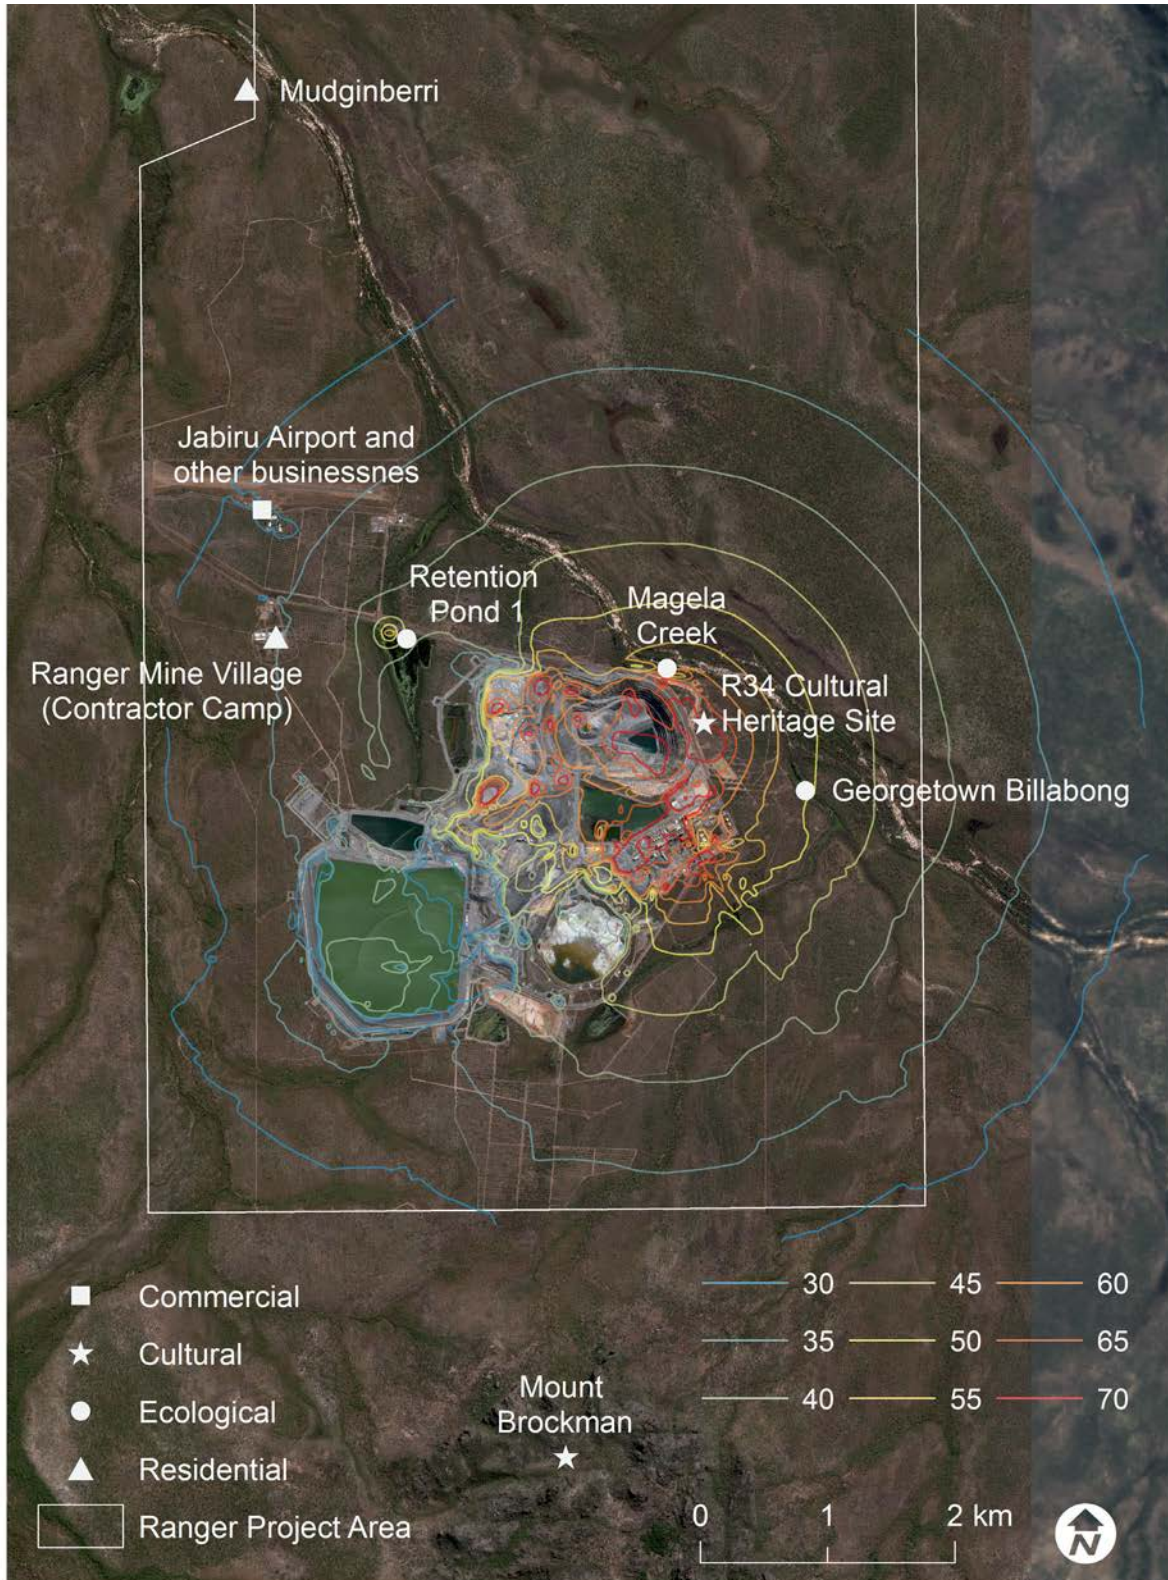 Mudginberri
Jabiru Airport and
other businessnes
Retention
Pond 1
Magela
Creek
Ranger Mine Village
(Contractor Camp)
R34 Cultural
Heritage Site
Georgetown Billabong
Commercial
Cultural
Ecological
Residential
Ranger Project Area
Mount
Brockman
30 45 60
35 50 65
40 55 70
0 1 2 km
N